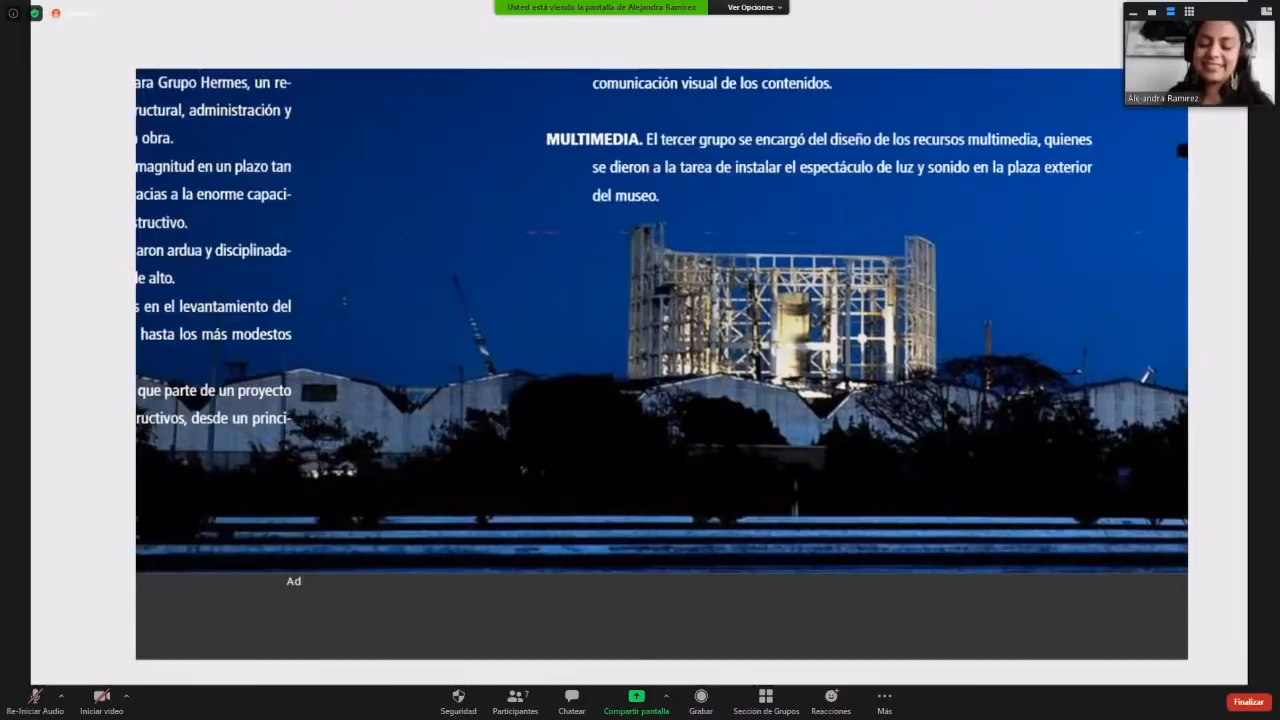 Usted está viendo la pantalla de Alejandra Ramirez
Ver Opciones
Alejandra Ramirez
ara Grupo Hermes, un re-
ructural, administración y
obra.
magnitud en un plazo tan
acias a la enorme capaci-
structivo.
aron ardua y disciplinada-
de alto.
s en el levantamiento del
hasta los más modestos
que parte de un proyecto
ructivos, desde un princi-
comunicación visual de los contenidos.
MULTIMEDIA. El tercer grupo se encargó del diseño de los recursos multimedia, quienes
se dieron a la tarea de instalar el espectáculo de luz y sonido en la plaza exterior
del museo.
Ad
Re-Iniciar Audio
Iniciar video
Seguridad
Participantes
7
Chatear
Compartir pantalla
Grabar
Sección de Grupos
Reacciones
Más
Finalizar